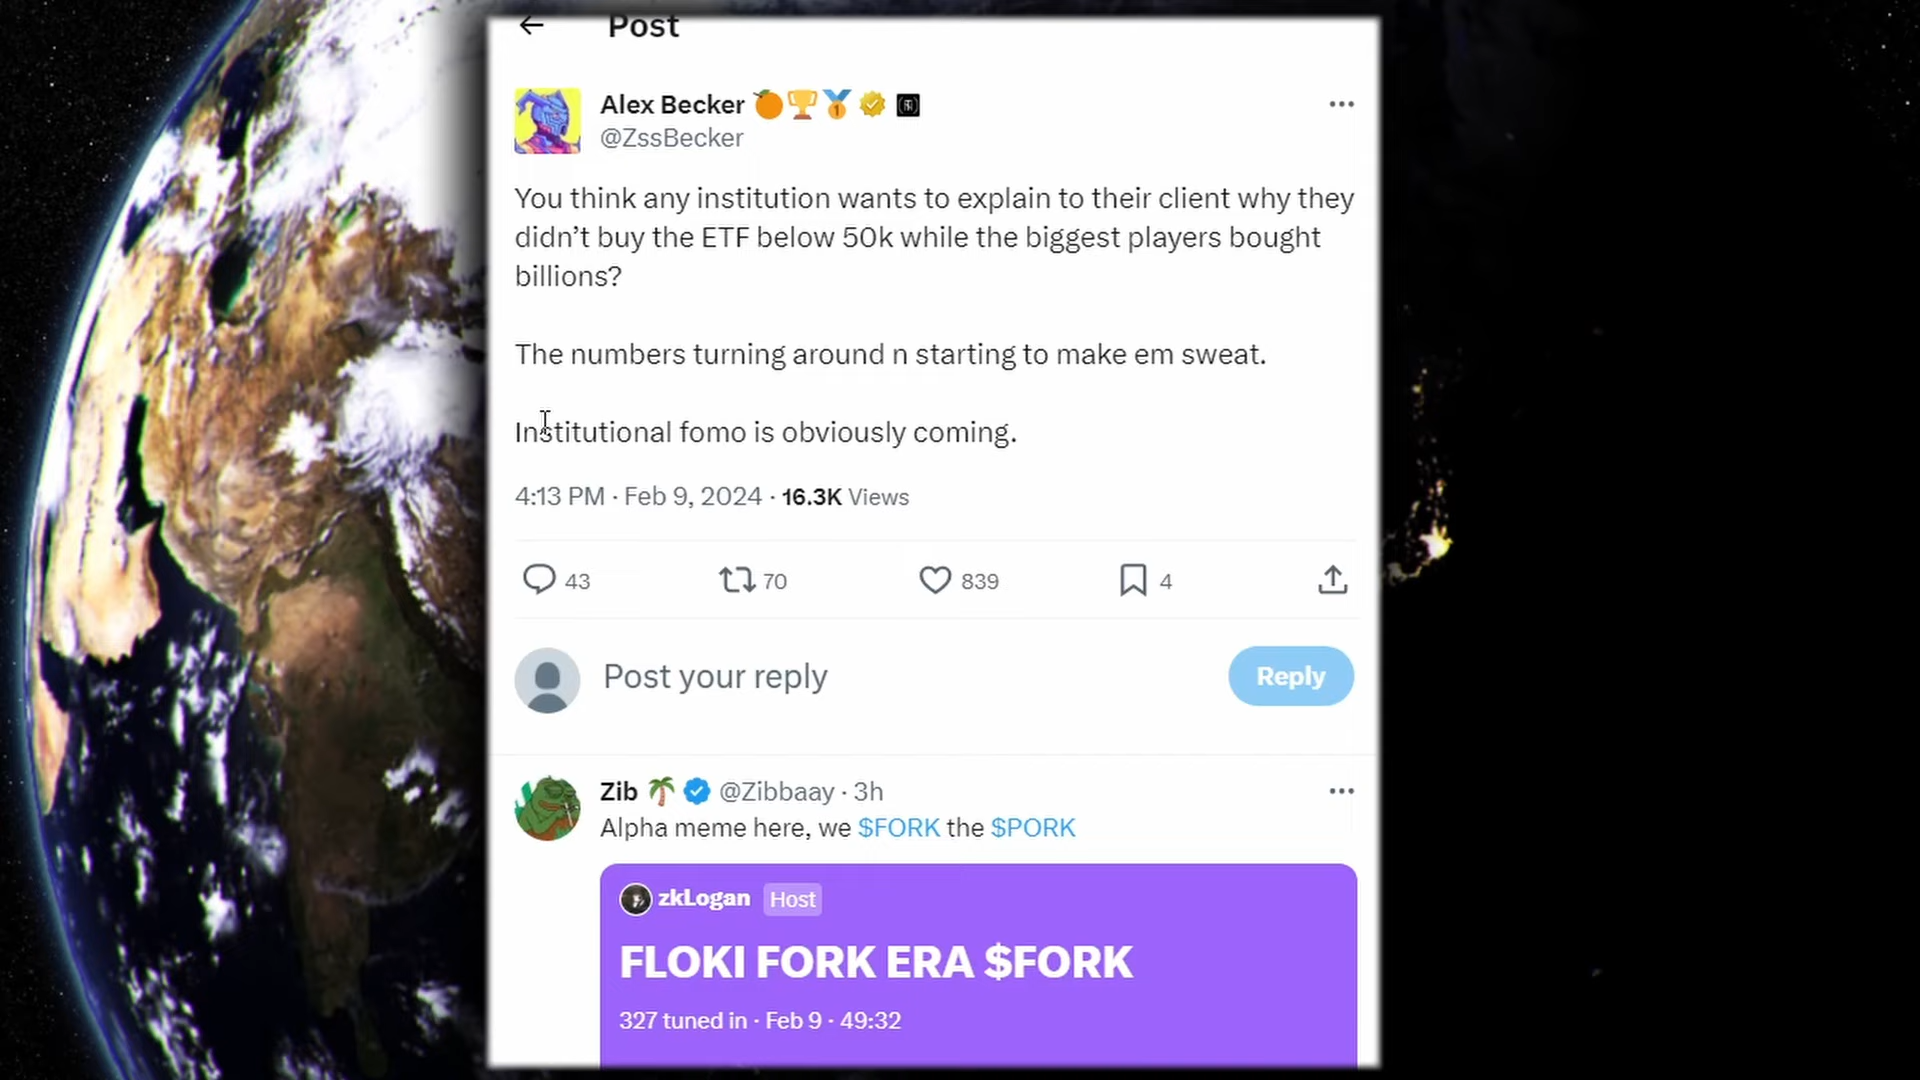 Post
Alex Becker
@ZssBecker
You think any institution wants to explain to their client why they
didn’t buy the ETF below 50k while the biggest players bought
billions?
The numbers turning around n starting to make em sweat.
Institutional fomo is obviously coming.
4:13 PM · Feb 9, 2024 · 16.3K Views
43 70 839 4
Post your reply Reply
Zib @Zibbaay · 3h
Alpha meme here, we $FORK the $PORK
zkLogan Host
FLOKI FORK ERA $FORK
327 tuned in · Feb 9 · 49:32